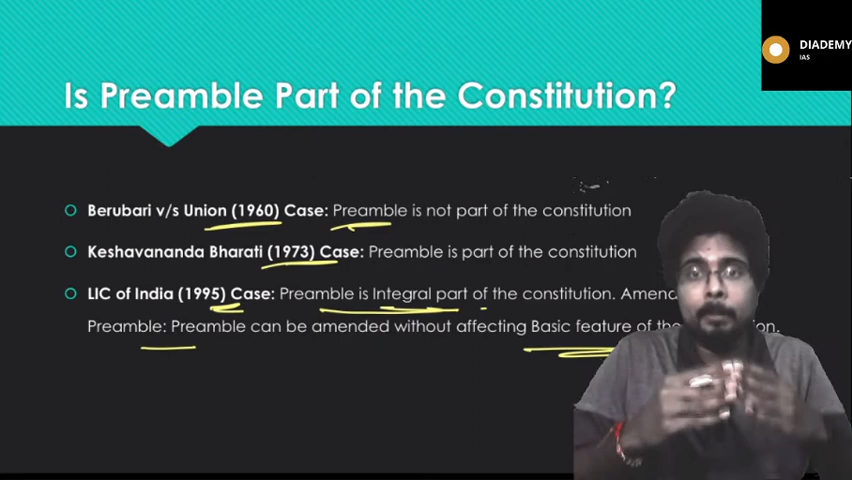 DIADEMY
IAS
Is Preamble Part of the Constitution?
Berubari v/s Union (1960) Case: Preamble is not part of the constitution
Keshavananda Bharati (1973) Case: Preamble is part of the constitution
LIC of India (1995) Case: Preamble is Integral part of the constitution.
Preamble: Preamble can be amended without affecting Basic feature of